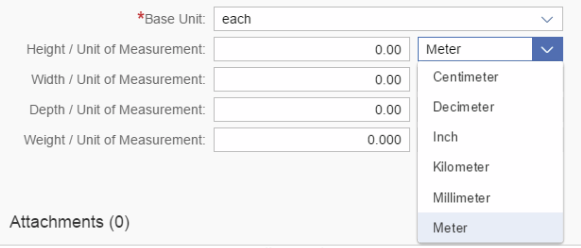 *Base Unit: each
Height / Unit of Measurement: 0.00 Meter
Centimeter
Width / Unit of Measurement: 0.00
Decimeter
Depth / Unit of Measurement: 0.00
Inch
Weight / Unit of Measurement: 0.000
Kilometer
Millimeter
Attachments (0)
Meter